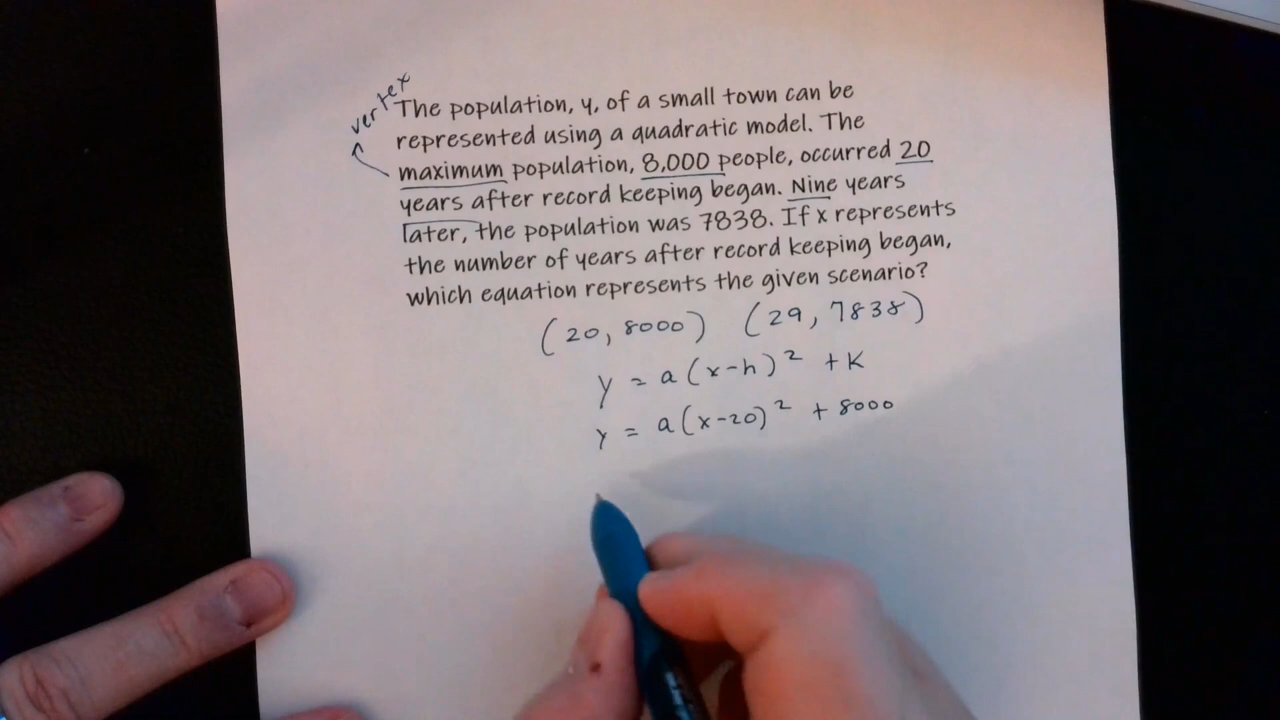 vertex
The population, y, of a small town can be
represented using a quadratic model. The
maximum population, 8,000 people, occurred 20
years after record keeping began. Nine years
later, the population was 7838. If x represents
the number of years after record keeping began,
which equation represents the given scenario?
(20, 8000) (29, 7838)
y = a(x-h)² + K
y = a(x-20)² + 8000